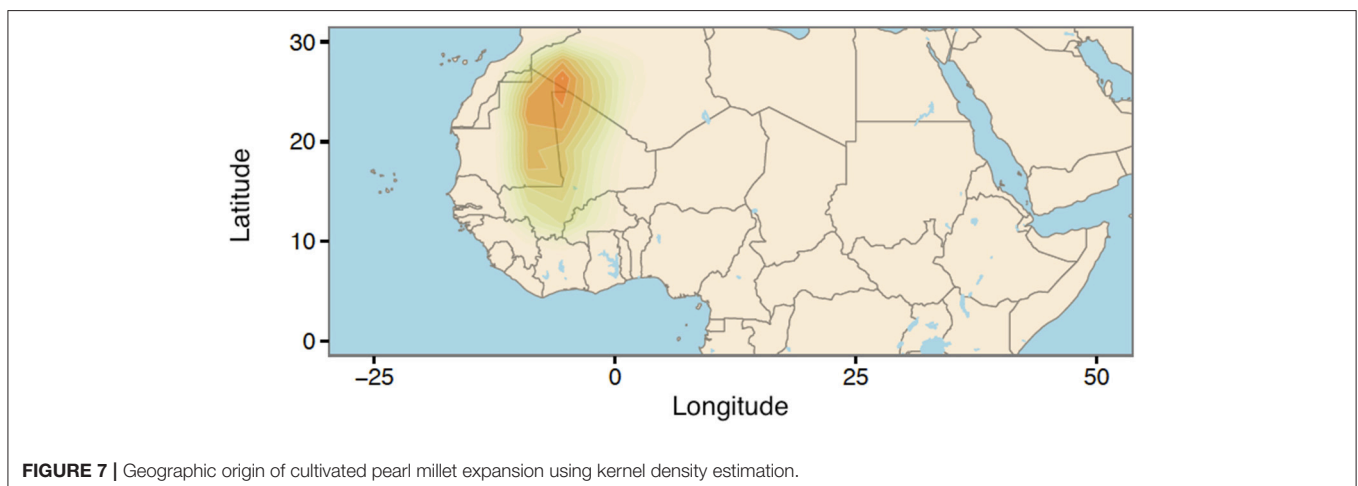 30
20
10
0
Latitude
−25 0 25 50
Longitude
FIGURE 7 | Geographic origin of cultivated pearl millet expansion using kernel density estimation.